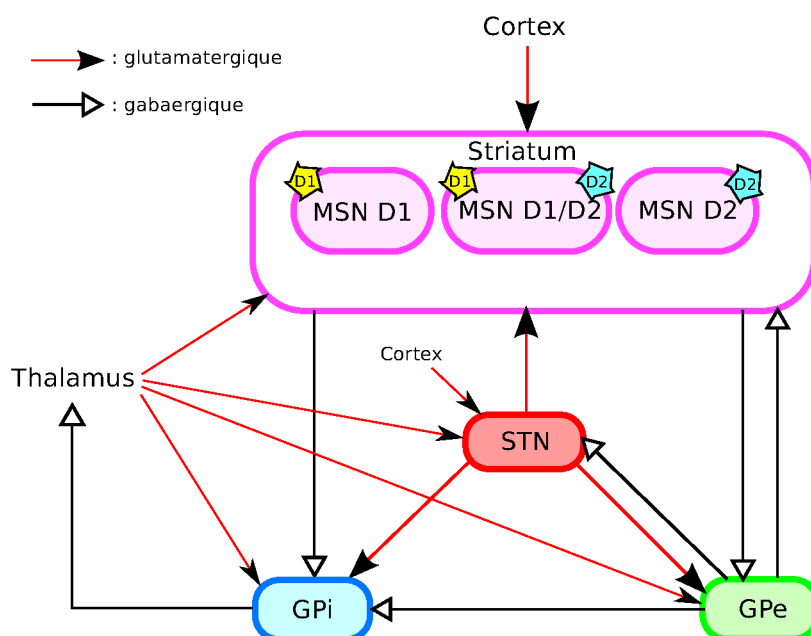 Cortex
: glutamatergique
: gabaergique
Striatum
D1
D1
D2
D2
MSN D1
MSN D1/D2
MSN D2
Cortex
Thalamus
STN
GPi
GPe